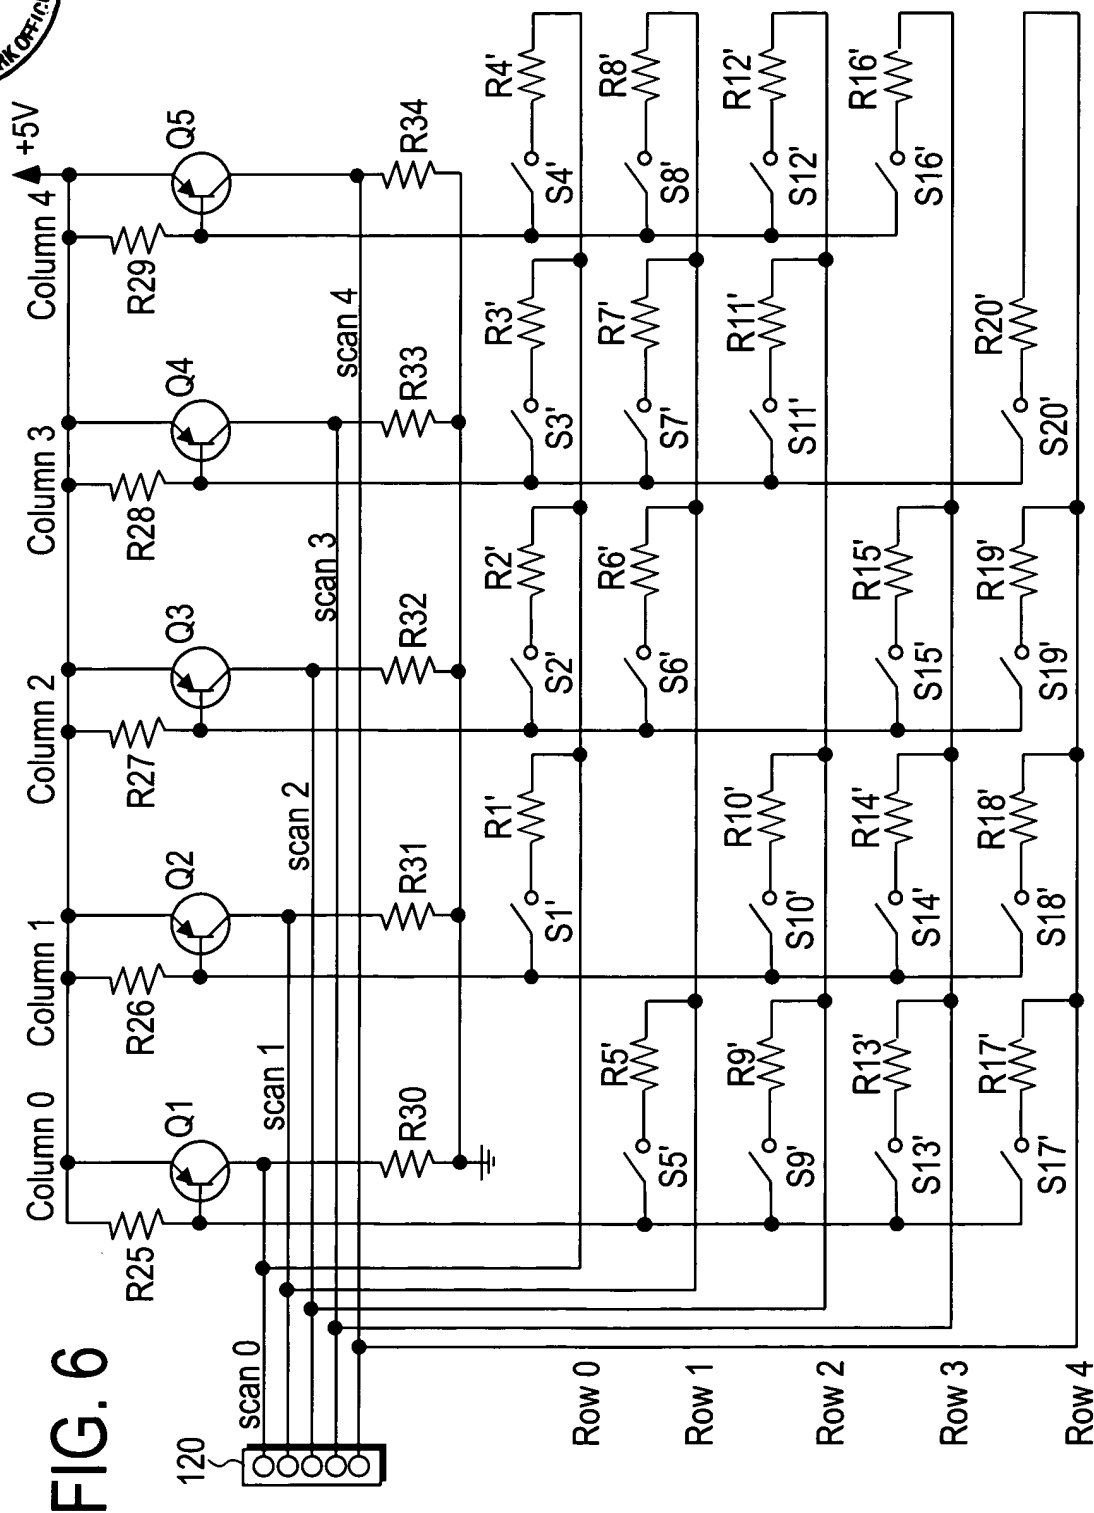 FIG. 6
120
scan 0
scan 1
scan 2
scan 3
scan 4
Column 0
Column 1
Column 2
Column 3
Column 4
+5V
R25
R26
R27
R28
R29
Q1
Q2
Q3
Q4
Q5
R30
R31
R32
R33
R34
Row 0
S1'
R1'
S2'
R2'
S3'
R3'
S4'
R4'
Row 1
S5'
R5'
S6'
R6'
S7'
R7'
S8'
R8'
Row 2
S9'
R9'
S10'
R10'
S11'
R11'
S12'
R12'
Row 3
S13'
R13'
S14'
R14'
S15'
R15'
S16'
R16'
Row 4
S17'
R17'
S18'
R18'
S19'
R19'
S20'
R20'
OFFICE